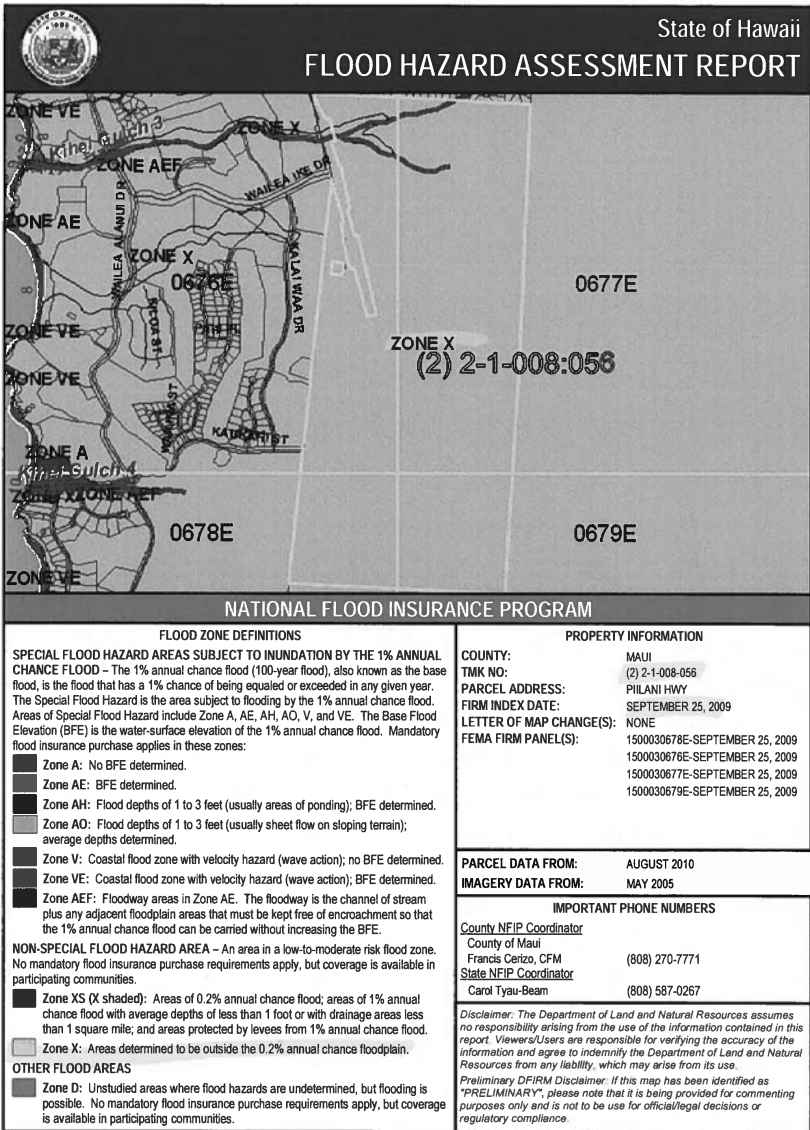 State of Hawaii
FLOOD HAZARD ASSESSMENT REPORT
ZONE VE
Kihei Gulch 3
ZONE X
ZONE AEF
WAILEA IKE DR
ZONE AE
WAILEA ALANUI DR
ZONE X
0676E
KALAI WAA DR
0677E
ZONE VE
ZONE X
(2) 2-1-008:056
ZONE VE
KAUKAHI ST
ZONE A
Kihei Gulch 4
ZONE AEF
0678E
0679E
ZONE VE
NATIONAL FLOOD INSURANCE PROGRAM
FLOOD ZONE DEFINITIONS
SPECIAL FLOOD HAZARD AREAS SUBJECT TO INUNDATION BY THE 1% ANNUAL
CHANCE FLOOD – The 1% annual chance flood (100-year flood), also known as the base
flood, is the flood that has a 1% chance of being equaled or exceeded in any given year.
The Special Flood Hazard is the area subject to flooding by the 1% annual chance flood.
Areas of Special Flood Hazard include Zone A, AE, AH, AO, V, and VE. The Base Flood
Elevation (BFE) is the water-surface elevation of the 1% annual chance flood. Mandatory
flood insurance purchase applies in these zones:
Zone A: No BFE determined.
Zone AE: BFE determined.
Zone AH: Flood depths of 1 to 3 feet (usually areas of ponding); BFE determined.
Zone AO: Flood depths of 1 to 3 feet (usually sheet flow on sloping terrain);
average depths determined.
Zone V: Coastal flood zone with velocity hazard (wave action); no BFE determined.
Zone VE: Coastal flood zone with velocity hazard (wave action); BFE determined.
Zone AEF: Floodway areas in Zone AE. The floodway is the channel of stream
plus any adjacent floodplain areas that must be kept free of encroachment so that
the 1% annual chance flood can be carried without increasing the BFE.
NON-SPECIAL FLOOD HAZARD AREA – An area in a low-to-moderate risk flood zone.
No mandatory flood insurance purchase requirements apply, but coverage is available in
participating communities.
Zone XS (X shaded): Areas of 0.2% annual chance flood; areas of 1% annual
chance flood with average depths of less than 1 foot or with drainage areas less
than 1 square mile; and areas protected by levees from 1% annual chance flood.
Zone X: Areas determined to be outside the 0.2% annual chance floodplain.
OTHER FLOOD AREAS
Zone D: Unstudied areas where flood hazards are undetermined, but flooding is
possible. No mandatory flood insurance purchase requirements apply, but coverage
is available in participating communities.
PROPERTY INFORMATION
COUNTY: MAUI
TMK NO: (2) 2-1-008-056
PARCEL ADDRESS: PIILANI HWY
FIRM INDEX DATE: SEPTEMBER 25, 2009
LETTER OF MAP CHANGE(S): NONE
FEMA FIRM PANEL(S): 1500030678E-SEPTEMBER 25, 2009
1500030676E-SEPTEMBER 25, 2009
1500030677E-SEPTEMBER 25, 2009
1500030679E-SEPTEMBER 25, 2009
PARCEL DATA FROM: AUGUST 2010
IMAGERY DATA FROM: MAY 2005
IMPORTANT PHONE NUMBERS
County NFIP Coordinator
County of Maui
Francis Cerizo, CFM (808) 270-7771
State NFIP Coordinator
Carol Tyau-Beam (808) 587-0267
Disclaimer: The Department of Land and Natural Resources assumes
no responsibility arising from the use of the information contained in this
report. Viewers/Users are responsible for verifying the accuracy of the
information and agree to indemnify the Department of Land and Natural
Resources from any liability, which may arise from its use.
Preliminary DFIRM Disclaimer: If this map has been identified as
"PRELIMINARY", please note that it is being provided for commenting
purposes only and is not to be use for official/legal decisions or
regulatory compliance.